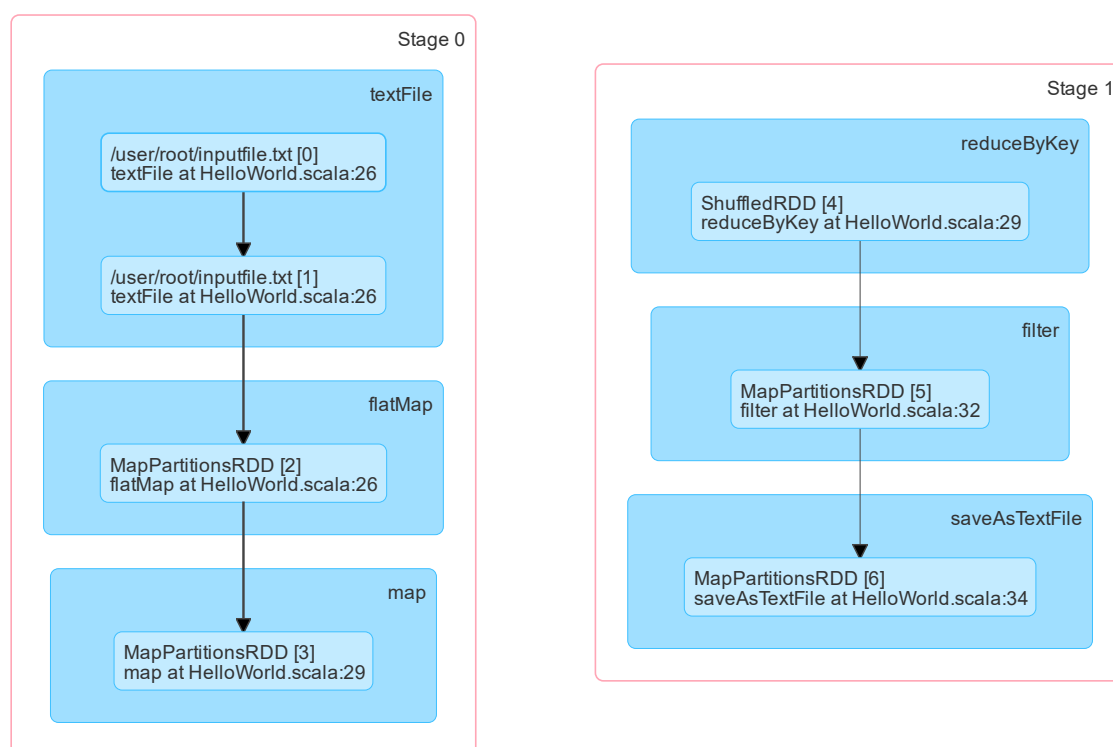 Stage 0
textFile
/user/root/inputfile.txt [0]
textFile at HelloWorld.scala:26
/user/root/inputfile.txt [1]
textFile at HelloWorld.scala:26
flatMap
MapPartitionsRDD [2]
flatMap at HelloWorld.scala:26
map
MapPartitionsRDD [3]
map at HelloWorld.scala:29
Stage 1
reduceByKey
ShuffledRDD [4]
reduceByKey at HelloWorld.scala:29
filter
MapPartitionsRDD [5]
filter at HelloWorld.scala:32
saveAsTextFile
MapPartitionsRDD [6]
saveAsTextFile at HelloWorld.scala:34